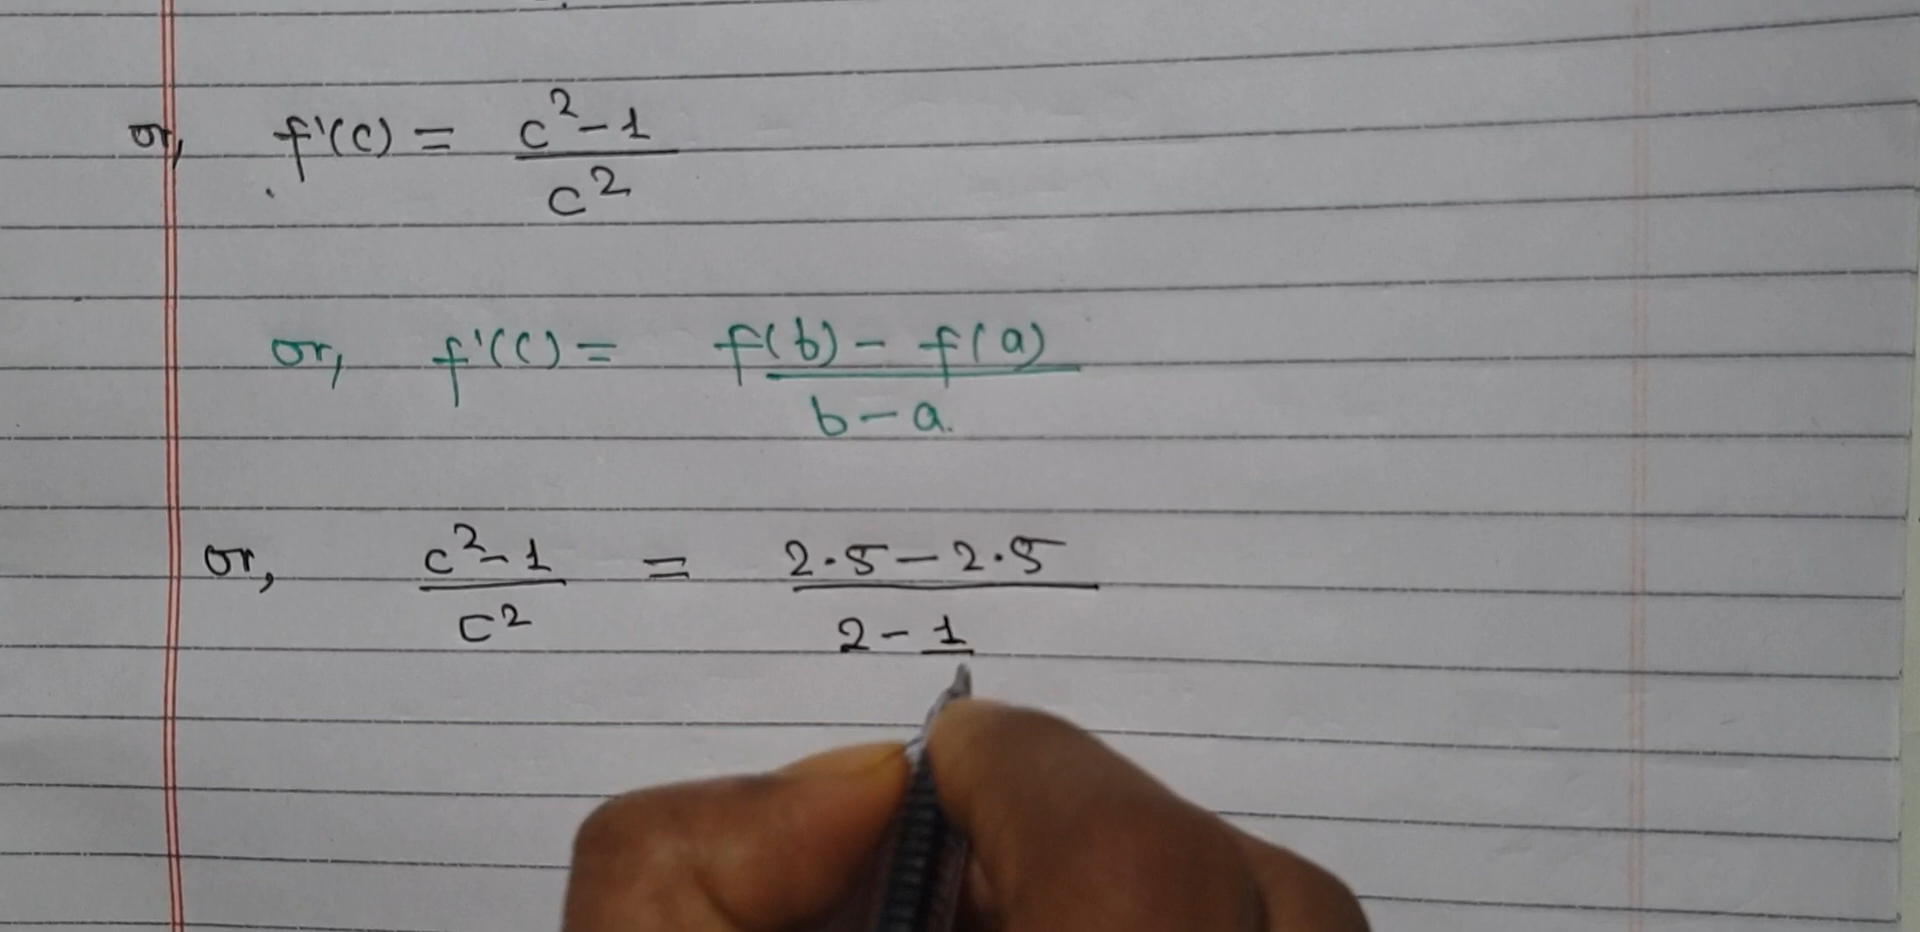 or, f'(c) = c²-1 / c²
or, f'(c) = f(b) - f(a) / b - a.
or, c²-1 / c² = 2.5 - 2.5 / 2 - 1